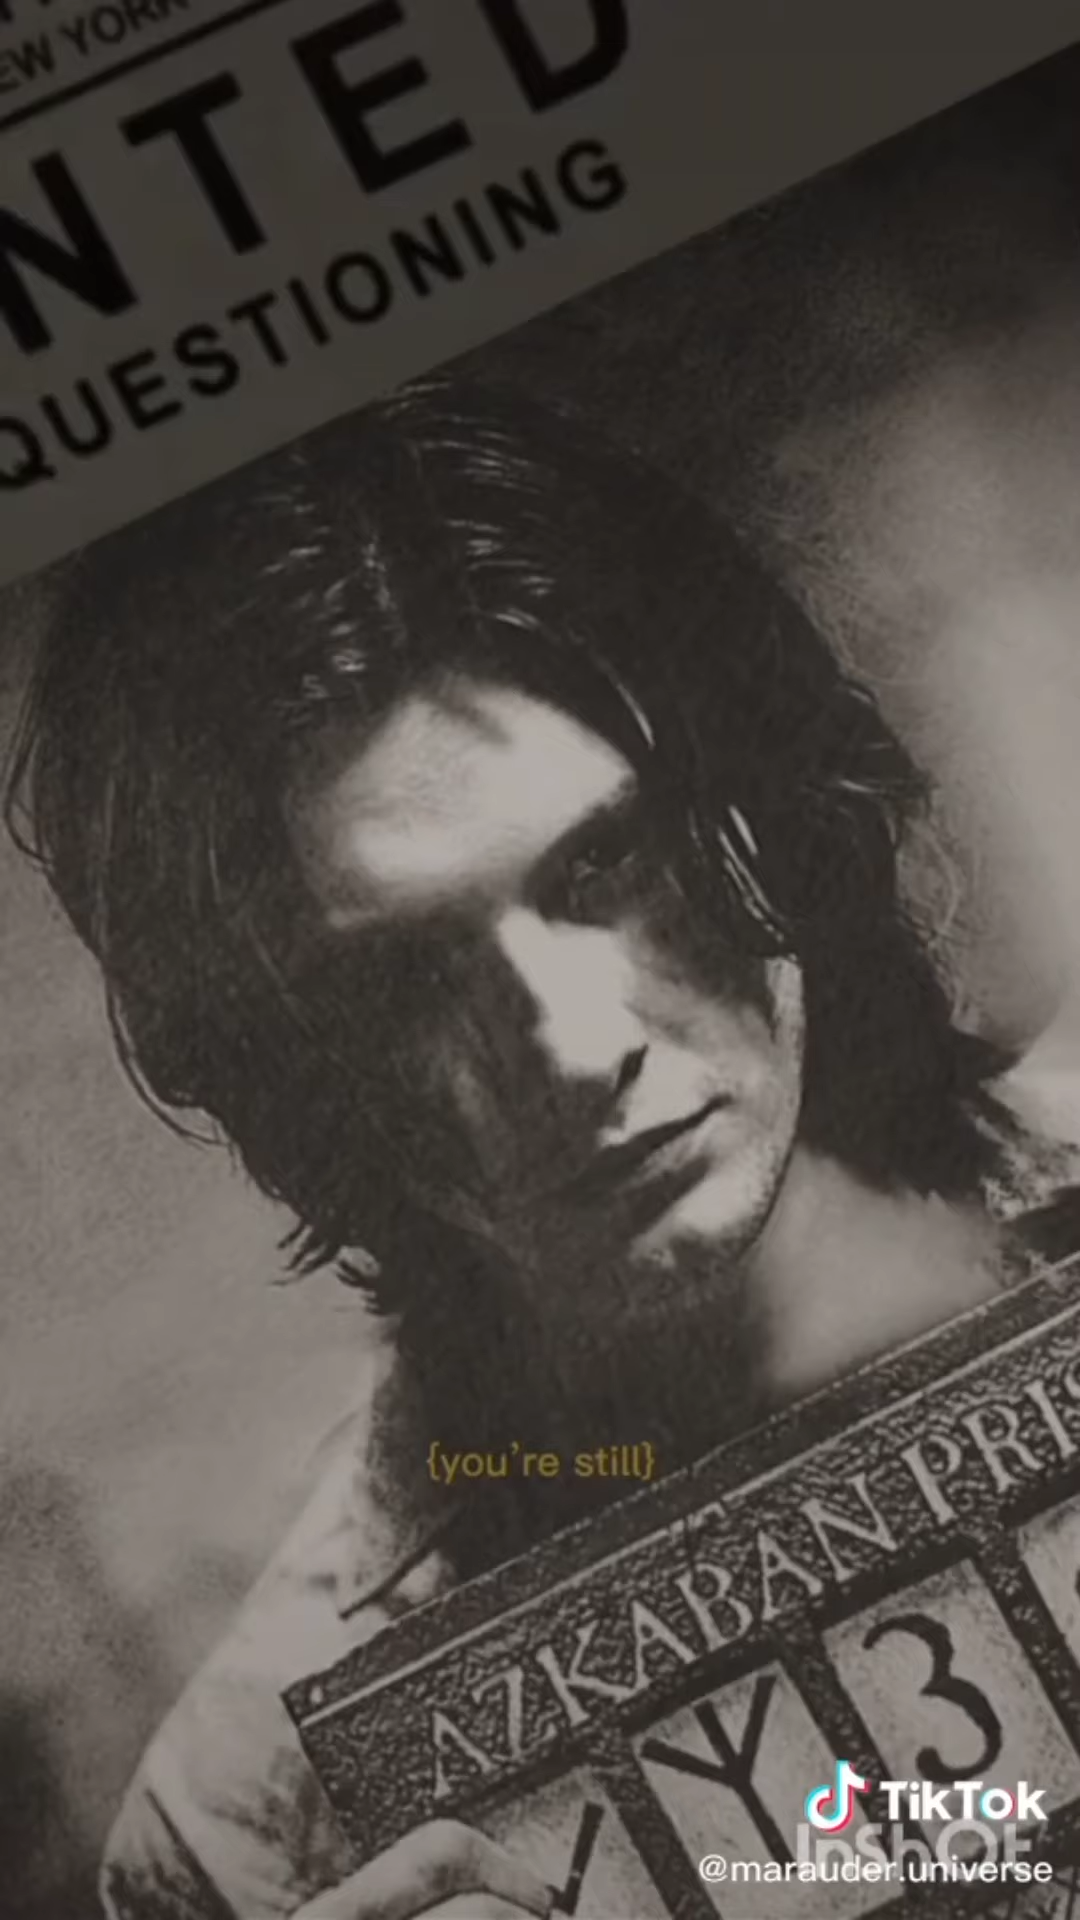 EW YORK
NTED
QUESTIONING
{you're still}
AZKABAN PRIS
Y 3
TikTok
InShOt
@marauder.universe